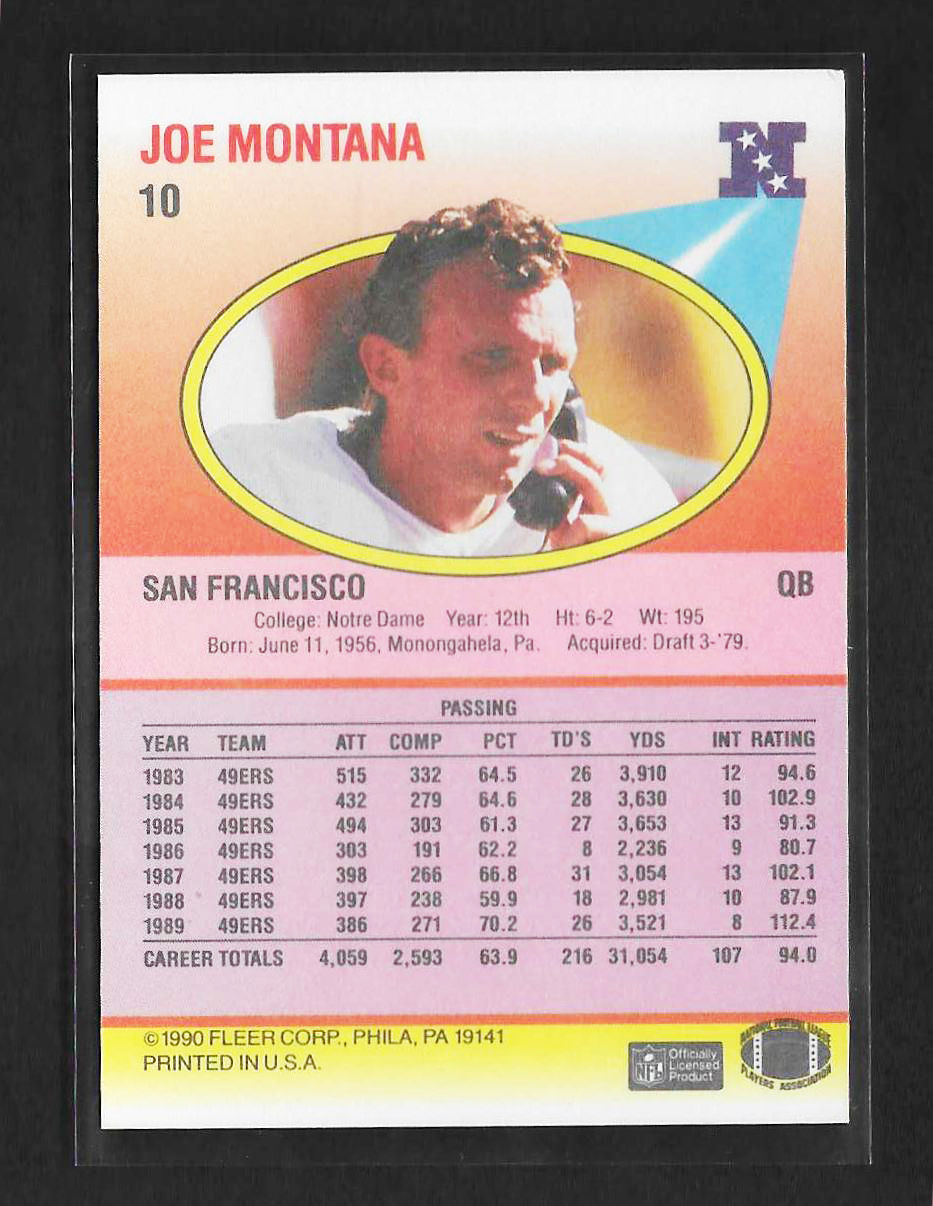 JOE MONTANA
10
N
SAN FRANCISCO QB
College: Notre Dame Year: 12th Ht: 6-2 Wt: 195
Born: June 11, 1956, Monongahela, Pa. Acquired: Draft 3-'79.
PASSING
YEAR TEAM ATT COMP PCT TD'S YDS INT RATING
1983 49ERS 515 332 64.5 26 3,910 12 94.6
1984 49ERS 432 279 64.6 28 3,630 10 102.9
1985 49ERS 494 303 61.3 27 3,653 13 91.3
1986 49ERS 303 191 62.2 8 2,236 9 80.7
1987 49ERS 398 266 66.8 31 3,054 13 102.1
1988 49ERS 397 238 59.9 18 2,981 10 87.9
1989 49ERS 386 271 70.2 26 3,521 8 112.4
CAREER TOTALS 4,059 2,593 63.9 216 31,054 107 94.0
©1990 FLEER CORP., PHILA, PA 19141
PRINTED IN U.S.A.
NFL
Officially
Licensed
Product
NATIONAL FOOTBALL LEAGUE
PLAYERS ASSOCIATION